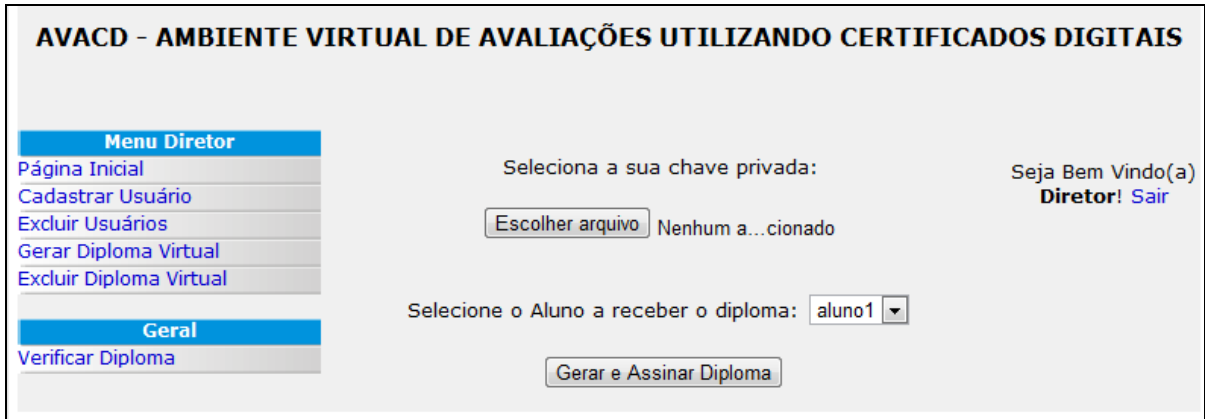 AVACD - AMBIENTE VIRTUAL DE AVALIAÇÕES UTILIZANDO CERTIFICADOS DIGITAIS
Menu Diretor
Página Inicial
Cadastrar Usuário
Excluir Usuários
Gerar Diploma Virtual
Excluir Diploma Virtual
Geral
Verificar Diploma
Seleciona a sua chave privada:
Escolher arquivo Nenhum a...cionado
Selecione o Aluno a receber o diploma: aluno1
Gerar e Assinar Diploma
Seja Bem Vindo(a)
Diretor! Sair